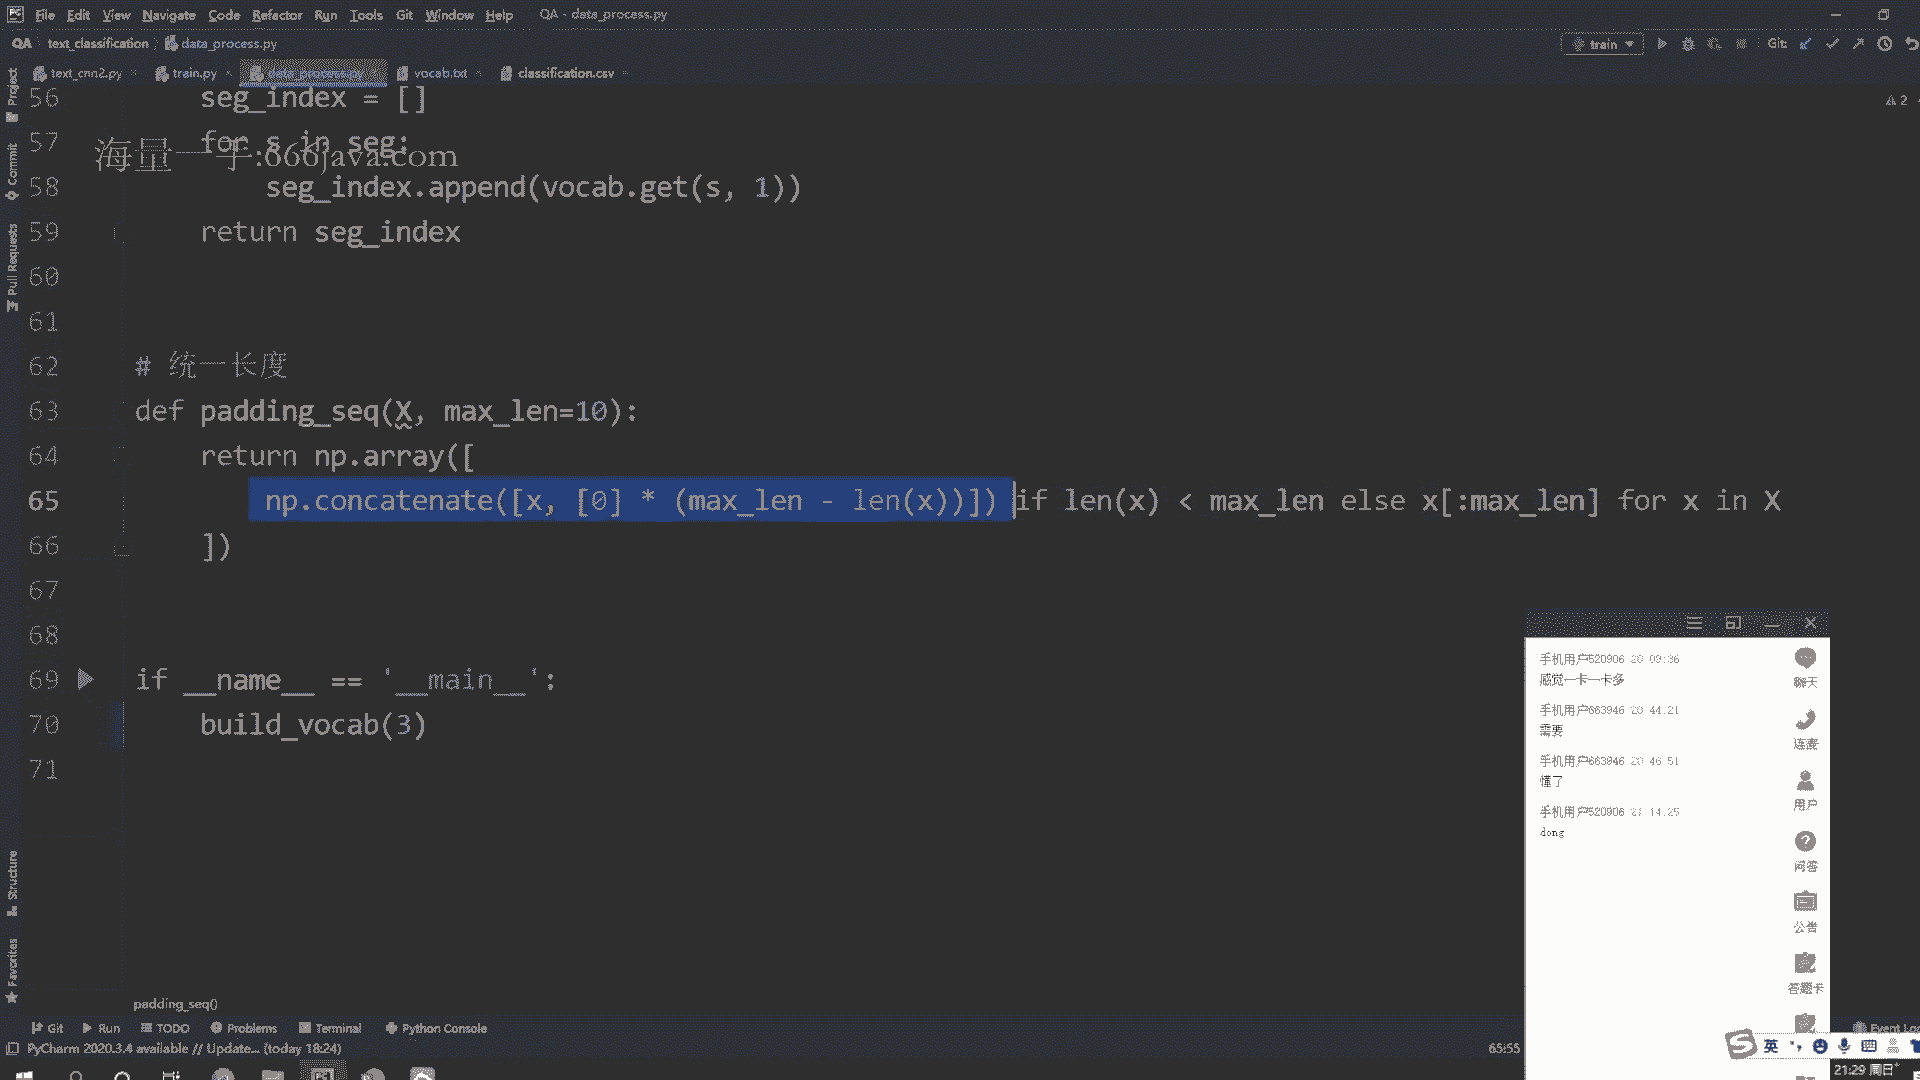 File Edit View Navigate Code Refactor Run Tools Git Window Help QA - data_process.py
QA text_classification data_process.py train Git:
text_cnn2.py train.py data_process.py vocab.txt classification.csv
Project
Commit
Pull Requests
Structure
Favorites
2
56 seg_index = []
57 for s in seg:
海量一手:666java.com
58 seg_index.append(vocab.get(s, 1))
59 return seg_index
60
61
62 # 统一长度
63 def padding_seq(X, max_len=10):
64 return np.array([
65 np.concatenate([x, [0] * (max_len - len(x))]) if len(x) < max_len else x[:max_len] for x in X
66 ])
67
68
69 if __name__ == '__main__':
70 build_vocab(3)
71
手机用户520906 20:09:36
感觉一卡一卡多
手机用户663946 20:44:21
需要
手机用户663946 20:46:51
懂了
手机用户520906 21:14:25
dong
聊天
连麦
用户
问答
公告
答题卡
padding_seq()
Git Run TODO Problems Terminal Python Console Event Lo
PyCharm 2020.3.4 available // Update... (today 18:24) 65:55
英
21:29 周日